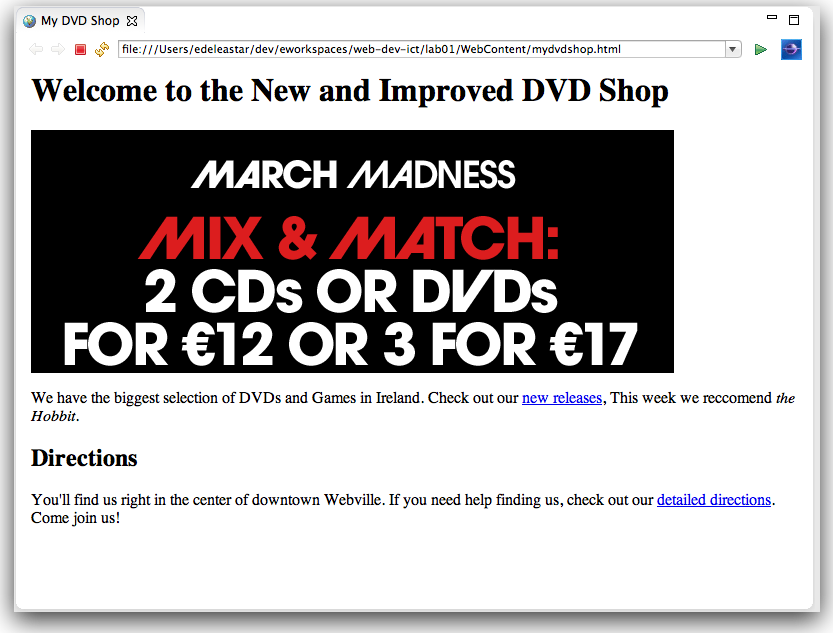 My DVD Shop
file:///Users/edeleastar/dev/eworkspaces/web-dev-ict/lab01/WebContent/mydvdshop.html
Welcome to the New and Improved DVD Shop
MARCH MADNESS
MIX & MATCH:
2 CDs OR DVDs
FOR €12 OR 3 FOR €17
We have the biggest selection of DVDs and Games in Ireland. Check out our new releases, This week we reccomend the
Hobbit.
Directions
You'll find us right in the center of downtown Webville. If you need help finding us, check out our detailed directions.
Come join us!